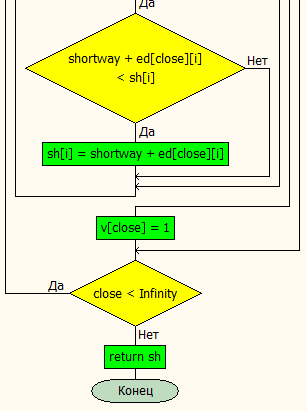 Да
shortway + ed[close][i]
< sh[i]
Нет
Да
sh[i] = shortway + ed[close][i]
v[close] = 1
Да
close < Infinity
Нет
return sh
Конец